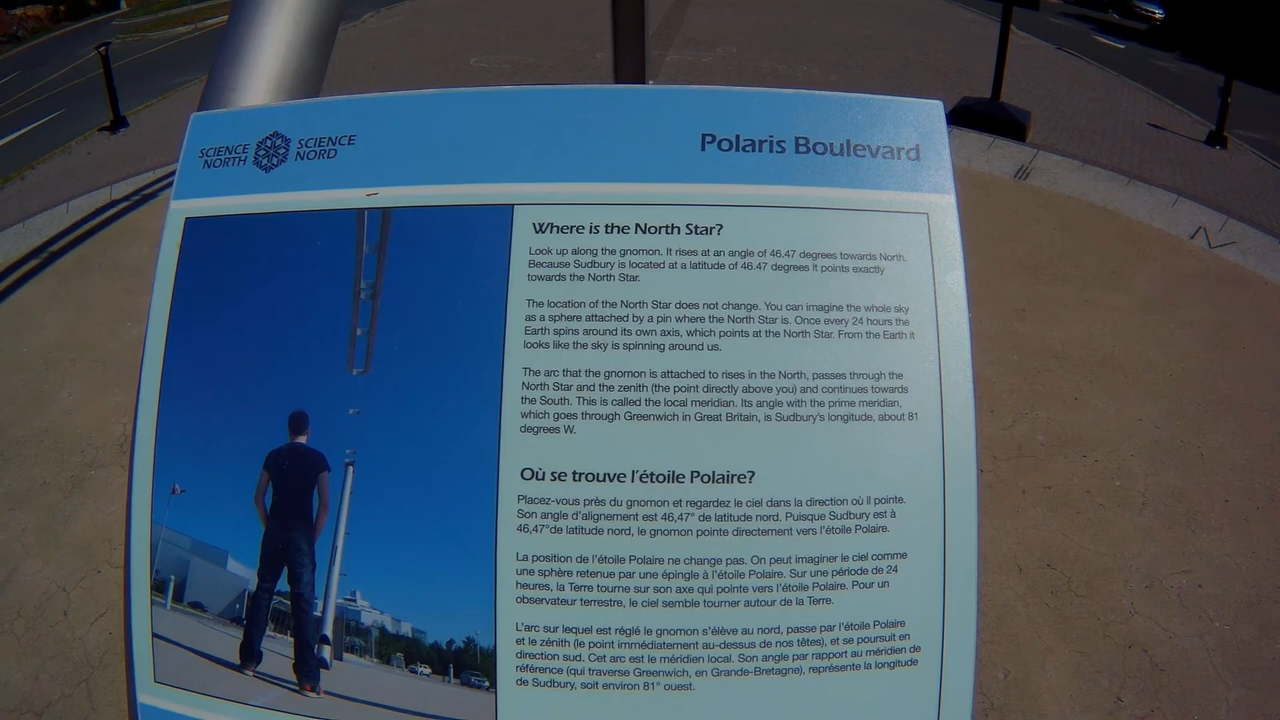 SCIENCE NORTH
SCIENCE NORD
Polaris Boulevard
Where is the North Star?
Look up along the gnomon. It rises at an angle of 46.47 degrees towards North.
Because Sudbury is located at a latitude of 46.47 degrees it points exactly
towards the North Star.
The location of the North Star does not change. You can imagine the whole sky
as a sphere attached by a pin where the North Star is. Once every 24 hours the
Earth spins around its own axis, which points at the North Star. From the Earth it
looks like the sky is spinning around us.
The arc that the gnomon is attached to rises in the North, passes through the
North Star and the zenith (the point directly above you) and continues towards
the South. This is called the local meridian. Its angle with the prime meridian,
which goes through Greenwich in Great Britain, is Sudbury's longitude, about 81
degrees W.
Où se trouve l'étoile Polaire?
Placez-vous près du gnomon et regardez le ciel dans la direction où il pointe.
Son angle d'alignement est 46,47° de latitude nord. Puisque Sudbury est à
46,47°de latitude nord, le gnomon pointe directement vers l'étoile Polaire.
La position de l'étoile Polaire ne change pas. On peut imaginer le ciel comme
une sphère retenue par une épingle à l'étoile Polaire. Sur une période de 24
heures, la Terre tourne sur son axe qui pointe vers l'étoile Polaire. Pour un
observateur terrestre, le ciel semble tourner autour de la Terre.
L'arc sur lequel est réglé le gnomon s'élève au nord, passe par l'étoile Polaire
et le zénith (le point immédiatement au-dessus de nos têtes), et se poursuit en
direction sud. Cet arc est le méridien local. Son angle par rapport au méridien de
référence (qui traverse Greenwich, en Grande-Bretagne), représente la longitude
de Sudbury, soit environ 81° ouest.